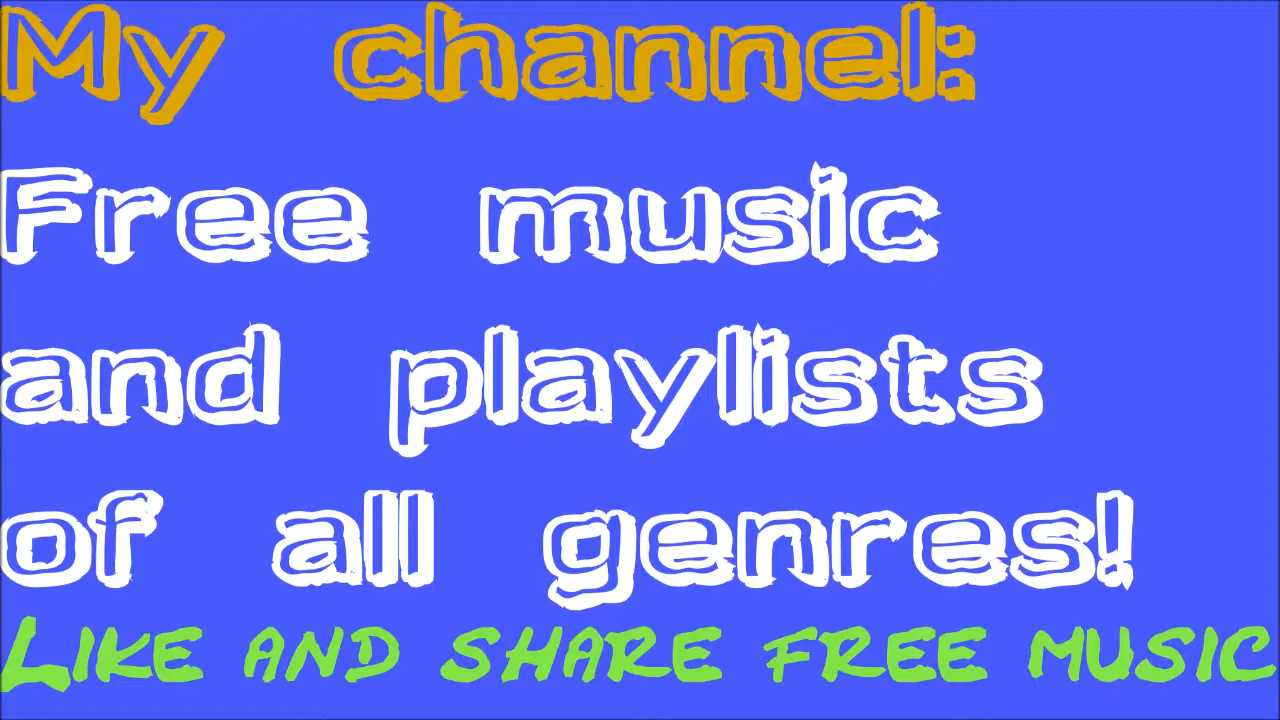 My channel:
Free music
and playlists
of all genres!
LIKE AND SHARE FREE MUSIC